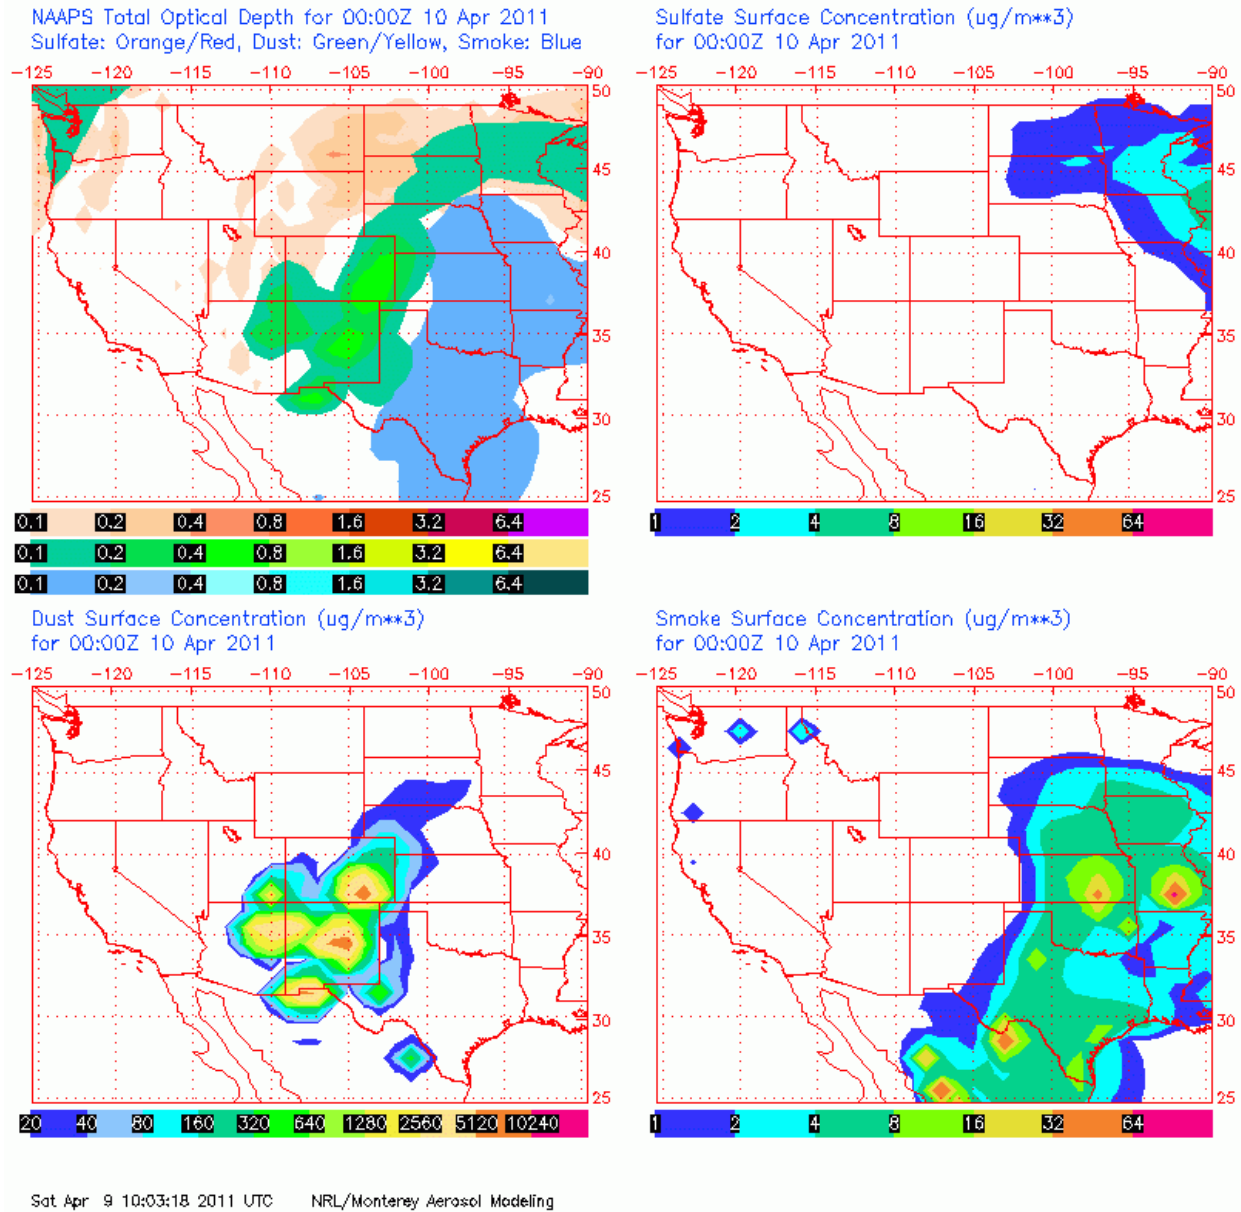 NAAPS Total Optical Depth for 00:00Z 10 Apr 2011
Sulfate: Orange/Red, Dust: Green/Yellow, Smoke: Blue
-125 -120 -115 -110 -105 -100 -95 -90
50
45
40
35
30
25
0.1 0.2 0.4 0.8 1.6 3.2 6.4
0.1 0.2 0.4 0.8 1.6 3.2 6.4
0.1 0.2 0.4 0.8 1.6 3.2 6.4
Sulfate Surface Concentration (ug/m**3)
for 00:00Z 10 Apr 2011
-125 -120 -115 -110 -105 -100 -95 -90
50
45
40
35
30
25
1 2 4 8 16 32 64
Dust Surface Concentration (ug/m**3)
for 00:00Z 10 Apr 2011
-125 -120 -115 -110 -105 -100 -95 -90
50
45
40
35
30
25
20 40 80 160 320 640 1280 2560 5120 10240
Smoke Surface Concentration (ug/m**3)
for 00:00Z 10 Apr 2011
-125 -120 -115 -110 -105 -100 -95 -90
50
45
40
35
30
25
1 2 4 8 16 32 64
Sat Apr 9 10:03:18 2011 UTC NRL/Monterey Aerosol Modeling